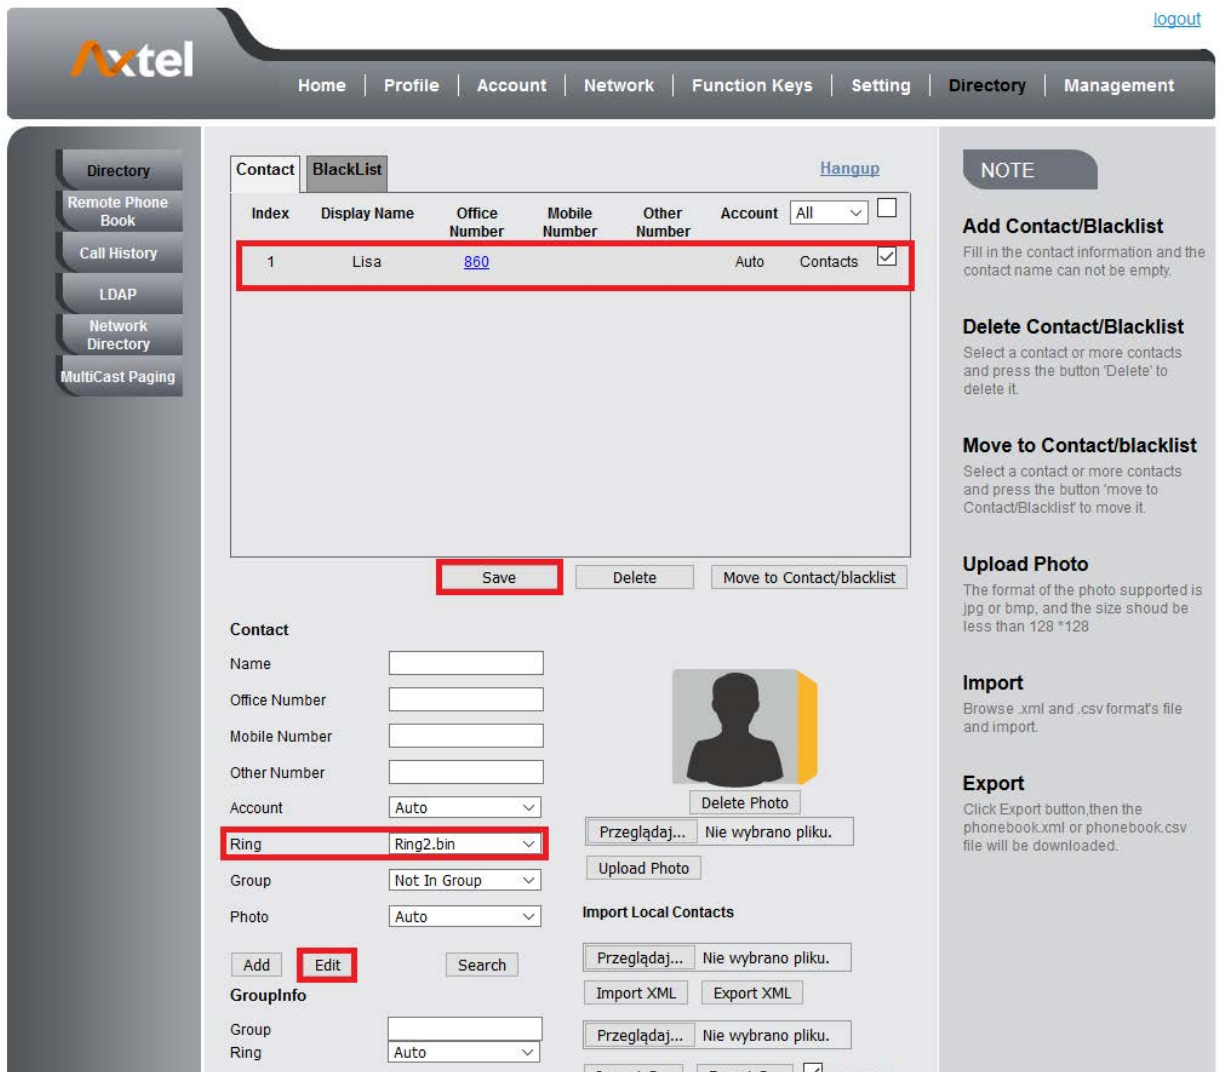 logout
Axtel
Home | Profile | Account | Network | Function Keys | Setting | Directory | Management
Directory
Remote Phone
Book
Call History
LDAP
Network
Directory
MultiCast Paging
Contact BlackList
Hangup
Index Display Name Office Number Mobile Number Other Number Account All
1 Lisa 860 Auto Contacts
Save Delete Move to Contact/blacklist
Contact
Name
Office Number
Mobile Number
Other Number
Account Auto
Ring Ring2.bin
Group Not In Group
Photo Auto
Add Edit Search
GroupInfo
Group
Ring Auto
Delete Photo
Przeglądaj... Nie wybrano pliku.
Upload Photo
Import Local Contacts
Przeglądaj... Nie wybrano pliku.
Import XML Export XML
Przeglądaj... Nie wybrano pliku.
NOTE
Add Contact/Blacklist
Fill in the contact information and the
contact name can not be empty.
Delete Contact/Blacklist
Select a contact or more contacts
and press the button 'Delete' to
delete it.
Move to Contact/blacklist
Select a contact or more contacts
and press the button 'move to
Contact/Blacklist' to move it.
Upload Photo
The format of the photo supported is
jpg or bmp, and the size shoud be
less than 128 *128
Import
Browse .xml and .csv format's file
and import.
Export
Click Export button,then the
phonebook.xml or phonebook.csv
file will be downloaded.